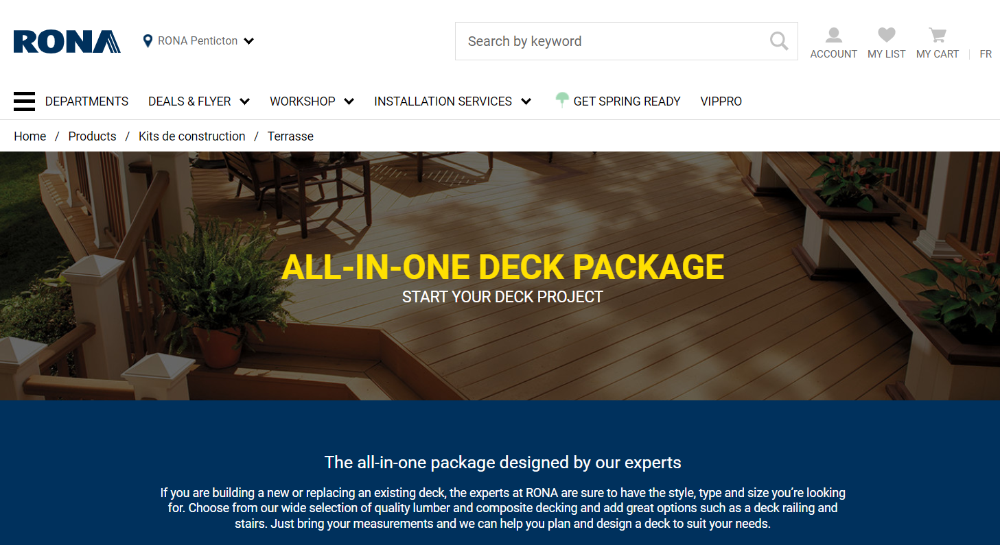 RONA
RONA Penticton
Search by keyword
ACCOUNT
MY LIST
MY CART
FR
DEPARTMENTS
DEALS & FLYER
WORKSHOP
INSTALLATION SERVICES
GET SPRING READY
VIPPRO
Home / Products / Kits de construction / Terrasse
ALL-IN-ONE DECK PACKAGE
START YOUR DECK PROJECT
The all-in-one package designed by our experts
If you are building a new or replacing an existing deck, the experts at RONA are sure to have the style, type and size you’re looking
for. Choose from our wide selection of quality lumber and composite decking and add great options such as a deck railing and
stairs. Just bring your measurements and we can help you plan and design a deck to suit your needs.